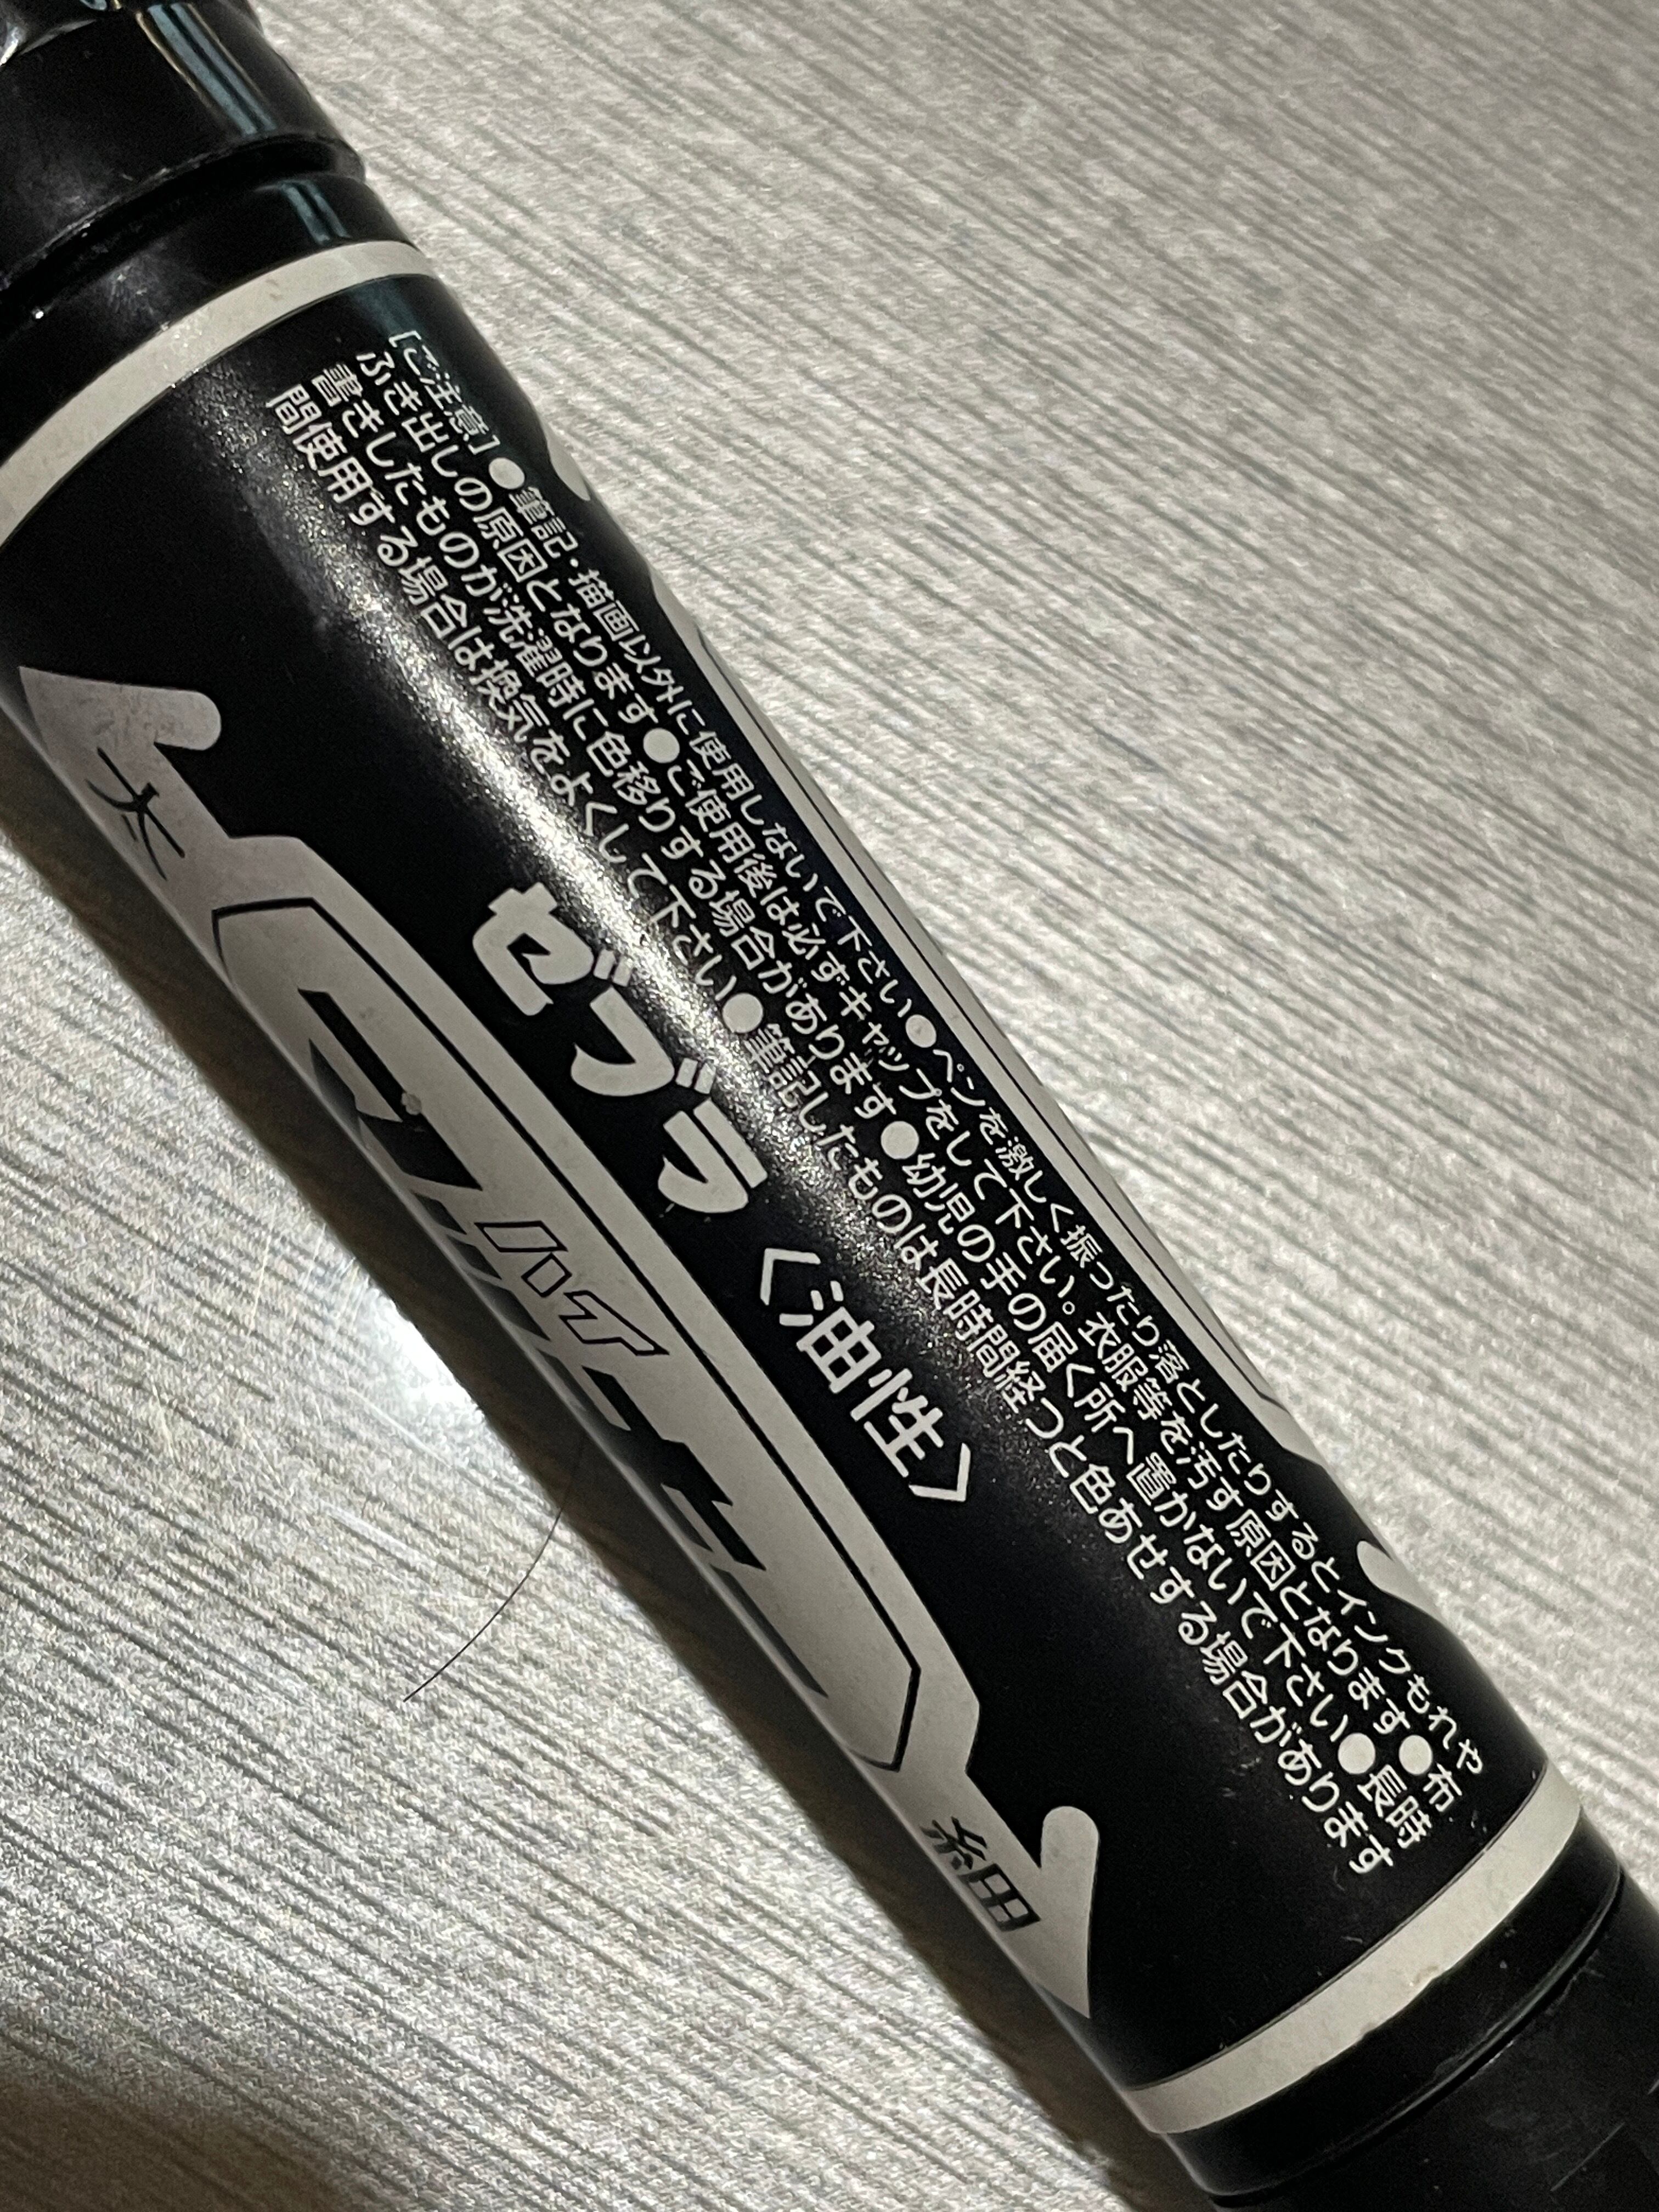 [ご注意]●筆記・描画以外に使用しないで下さい●ペンを激しく振ったり落としたりするとインクもれや
ふき出しの原因となります●ご使用後は必ずキャップをして下さい。衣服等を汚す原因となります●布
書きしたものが洗濯時に色移りする場合があります●幼児の手の届く所へ置かないで下さい●長時
間使用する場合は換気をよくして下さい●筆記したものは長時間経つと色あせする場合があります
ゼブラ〈油性〉
太
ハイ
細